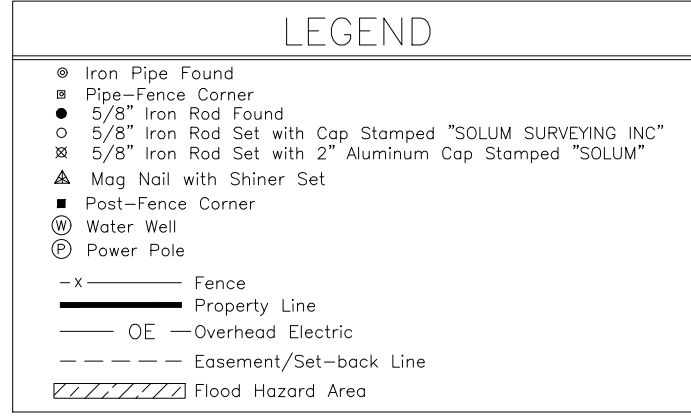 LEGEND
Iron Pipe Found
Pipe–Fence Corner
5/8" Iron Rod Found
5/8" Iron Rod Set with Cap Stamped "SOLUM SURVEYING INC"
5/8" Iron Rod Set with 2" Aluminum Cap Stamped "SOLUM"
Mag Nail with Shiner Set
Post–Fence Corner
W Water Well
P Power Pole
x Fence
Property Line
OE Overhead Electric
Easement/Set–back Line
Flood Hazard Area